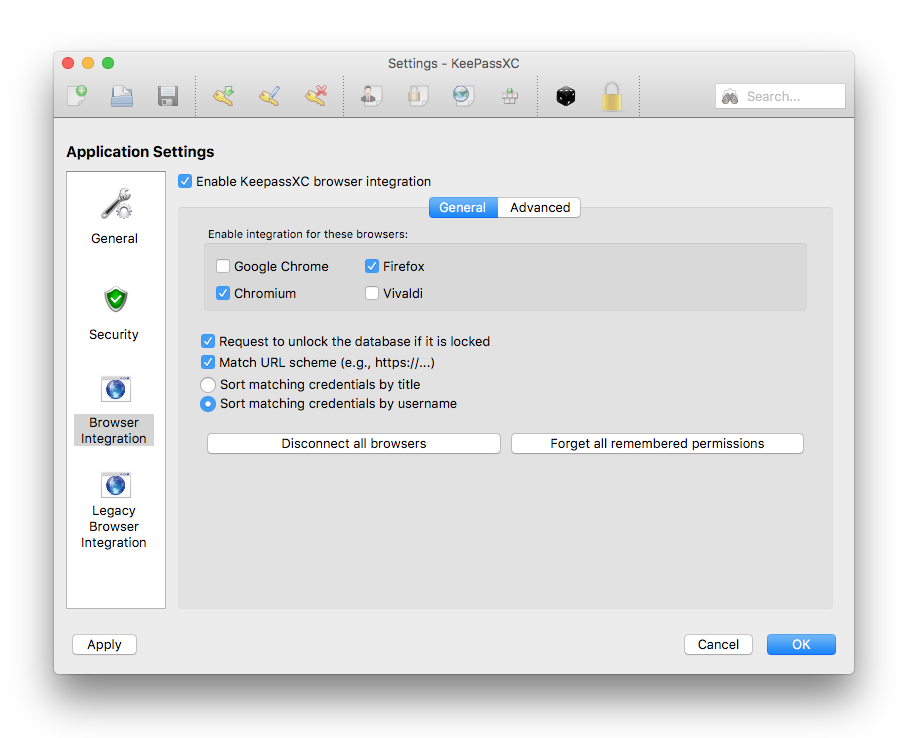 Settings - KeePassXC
Search...
Application Settings
General
Security
Browser
Integration
Legacy
Browser
Integration
Enable KeepassXC browser integration
General Advanced
Enable integration for these browsers:
Google Chrome Firefox
Chromium Vivaldi
Request to unlock the database if it is locked
Match URL scheme (e.g., https://...)
Sort matching credentials by title
Sort matching credentials by username
Disconnect all browsers Forget all remembered permissions
Apply Cancel OK